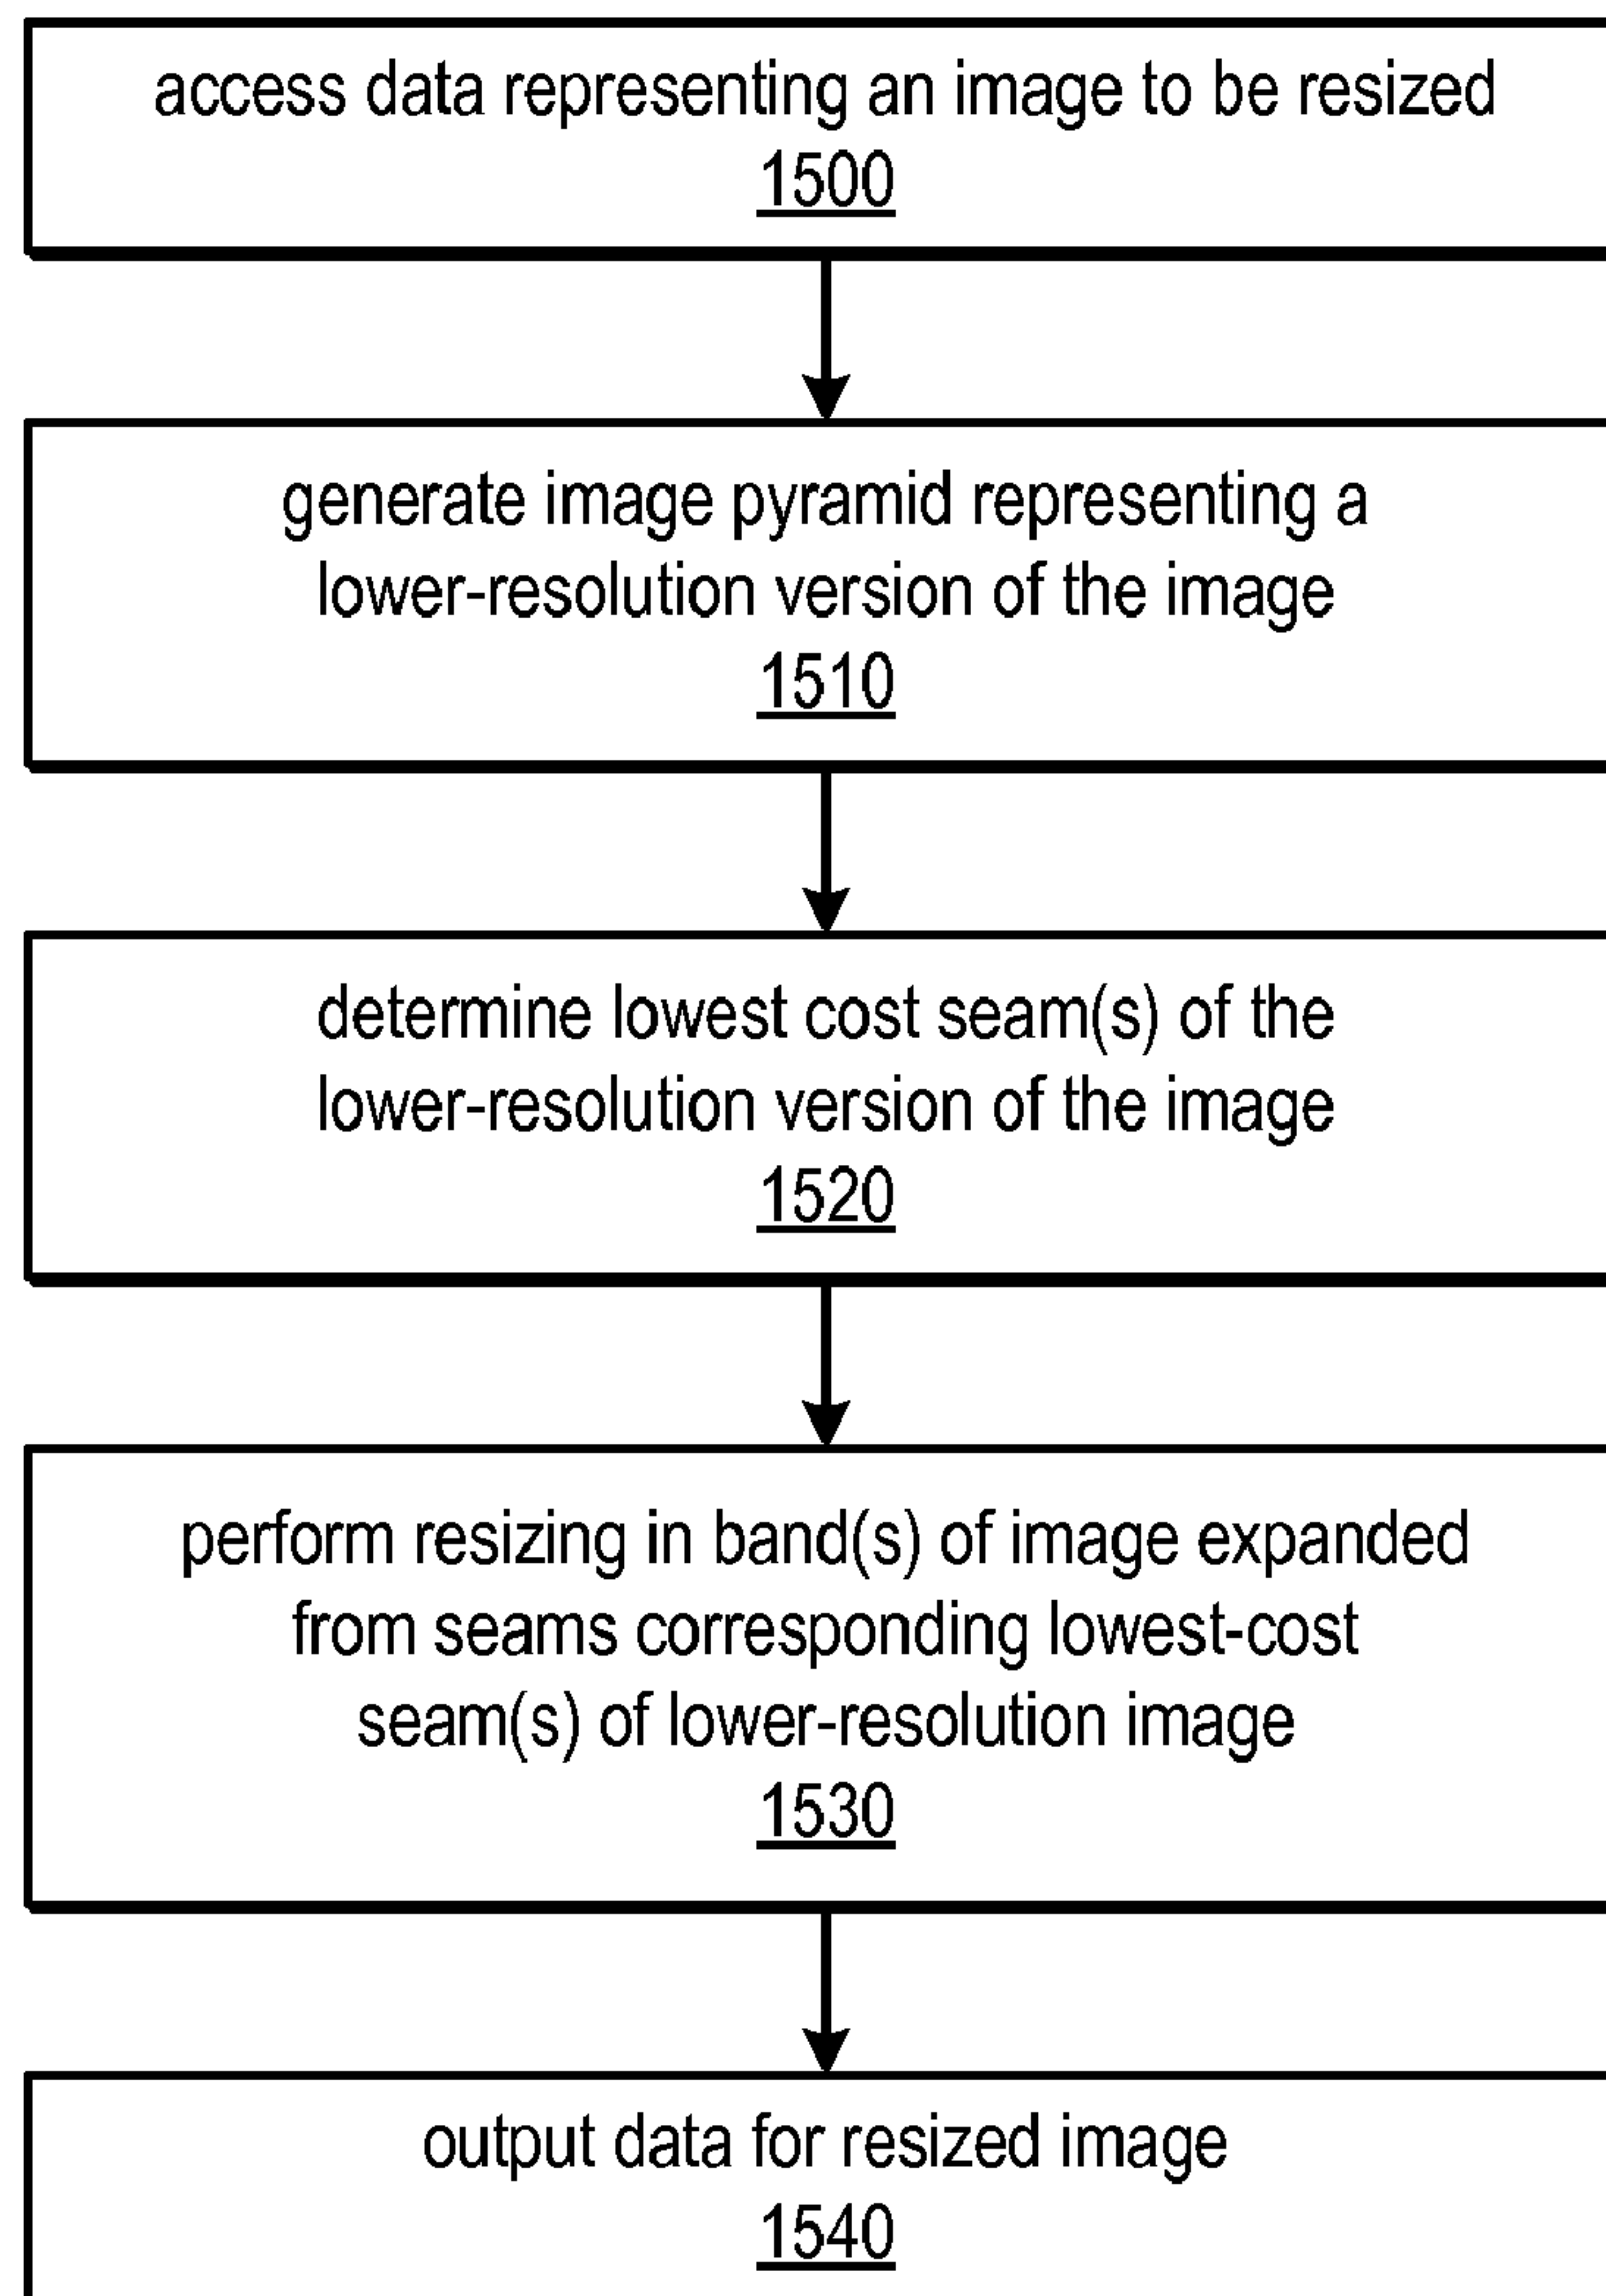 access data representing an image to be resized
1500
generate image pyramid representing a
lower-resolution version of the image
1510
determine lowest cost seam(s) of the
lower-resolution version of the image
1520
perform resizing in band(s) of image expanded
from seams corresponding lowest-cost
seam(s) of lower-resolution image
1530
output data for resized image
1540